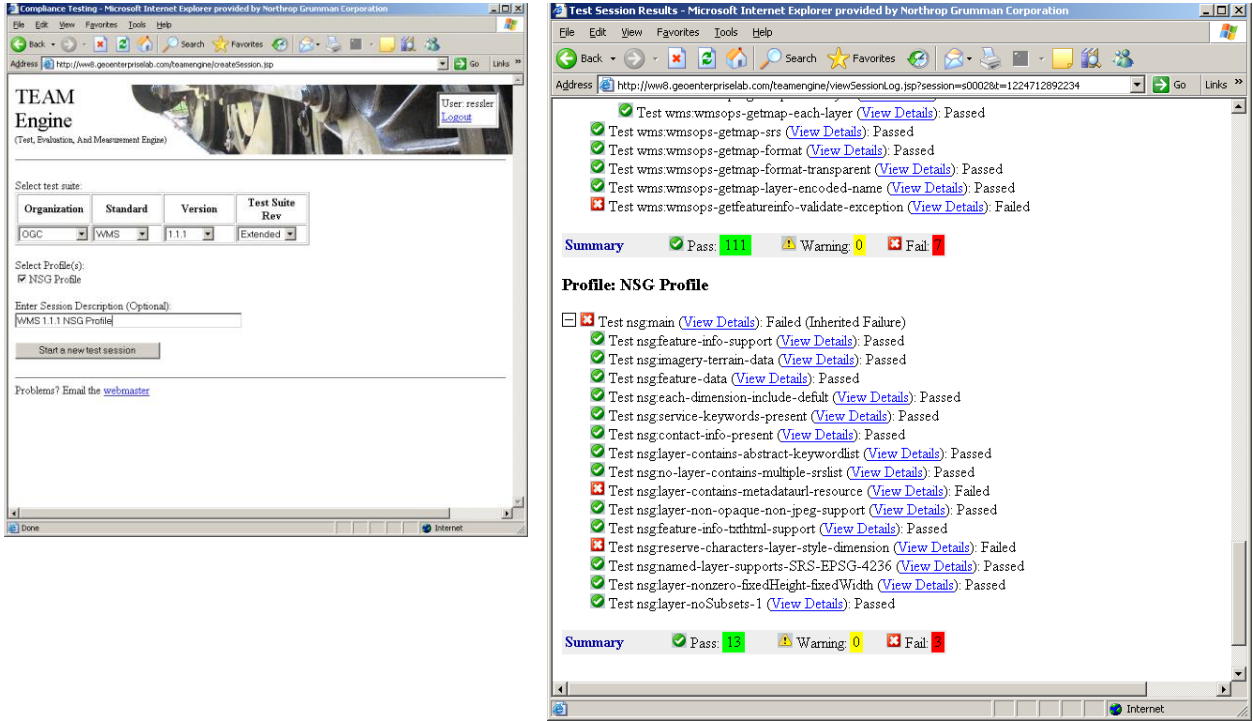 Compliance Testing - Microsoft Internet Explorer provided by Northrop Grumman Corporation
File Edit View Favorites Tools Help
Back Search Favorites
Address http://ww8.geoenterpriselab.com/teamengine/createSession.jsp Go Links »
TEAM
Engine
(Test, Evaluation, And Measurement Engine)
User: ressler
Logout
Select test suite:
Organization Standard Version Test Suite Rev
OGC WMS 1.1.1 Extended
Select Profile(s):
NSG Profile
Enter Session Description (Optional):
WMS 1.1.1 NSG Profile
Start a new test session
Problems? Email the webmaster
Done Internet
Test Session Results - Microsoft Internet Explorer provided by Northrop Grumman Corporation
File Edit View Favorites Tools Help
Back Search Favorites
Address http://ww8.geoenterpriselab.com/teamengine/viewSessionLog.jsp?session=s0002&t=1224712892234 Go Links »
Test wms:wmsops-getmap-each-layer (View Details): Passed
Test wms:wmsops-getmap-srs (View Details): Passed
Test wms:wmsops-getmap-format (View Details): Passed
Test wms:wmsops-getmap-format-transparent (View Details): Passed
Test wms:wmsops-getmap-layer-encoded-name (View Details): Passed
Test wms:wmsops-getfeatureinfo-validate-exception (View Details): Failed
Summary Pass: 111 Warning: 0 Fail: 7
Profile: NSG Profile
Test nsg:main (View Details): Failed (Inherited Failure)
Test nsg:feature-info-support (View Details): Passed
Test nsg:imagery-terrain-data (View Details): Passed
Test nsg:feature-data (View Details): Passed
Test nsg:each-dimension-include-defult (View Details): Passed
Test nsg:service-keywords-present (View Details): Passed
Test nsg:contact-info-present (View Details): Passed
Test nsg:layer-contains-abstract-keywordlist (View Details): Passed
Test nsg:no-layer-contains-multiple-srslist (View Details): Passed
Test nsg:layer-contains-metadataurl-resource (View Details): Failed
Test nsg:layer-non-opaque-non-jpeg-support (View Details): Passed
Test nsg:feature-info-txthtml-support (View Details): Passed
Test nsg:reserve-characters-layer-style-dimension (View Details): Failed
Test nsg:named-layer-supports-SRS-EPSG-4236 (View Details): Passed
Test nsg:layer-nonzero-fixedHeight-fixedWidth (View Details): Passed
Test nsg:layer-noSubsets-1 (View Details): Passed
Summary Pass: 13 Warning: 0 Fail: 3
Internet